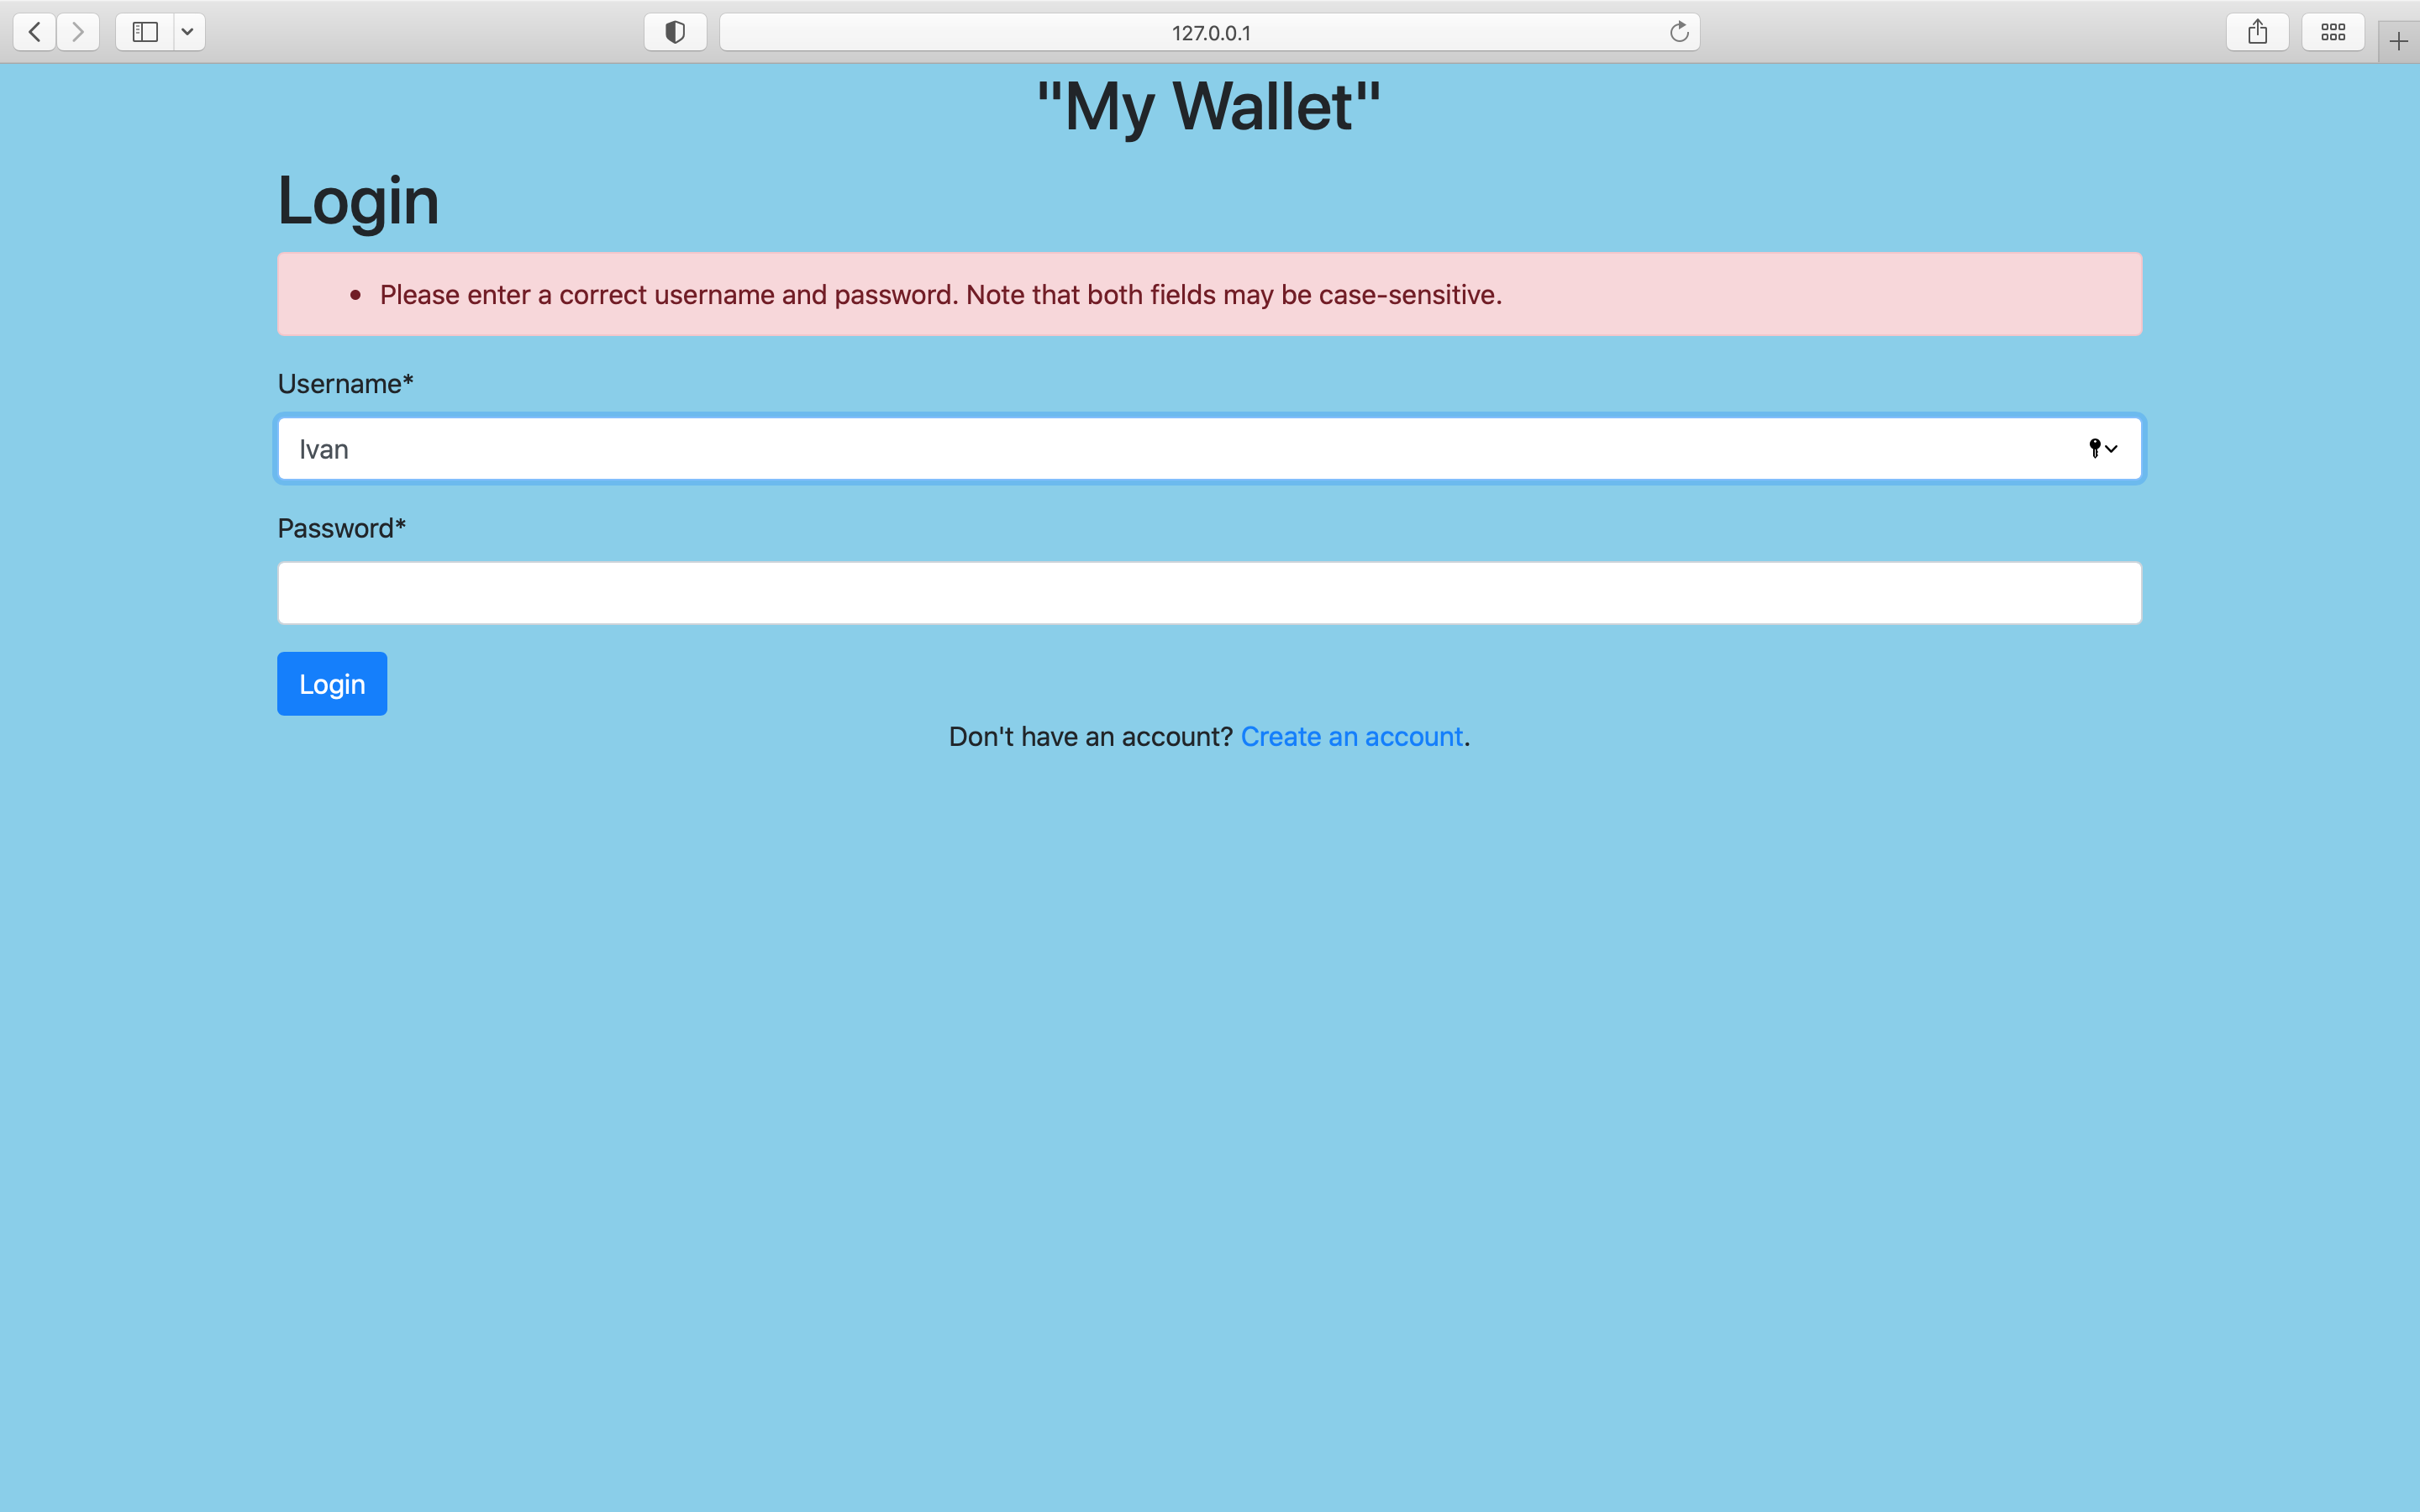 127.0.0.1
"My Wallet"
Login
• Please enter a correct username and password. Note that both fields may be case-sensitive.
Username*
Ivan
Password*
Login
Don't have an account? Create an account.